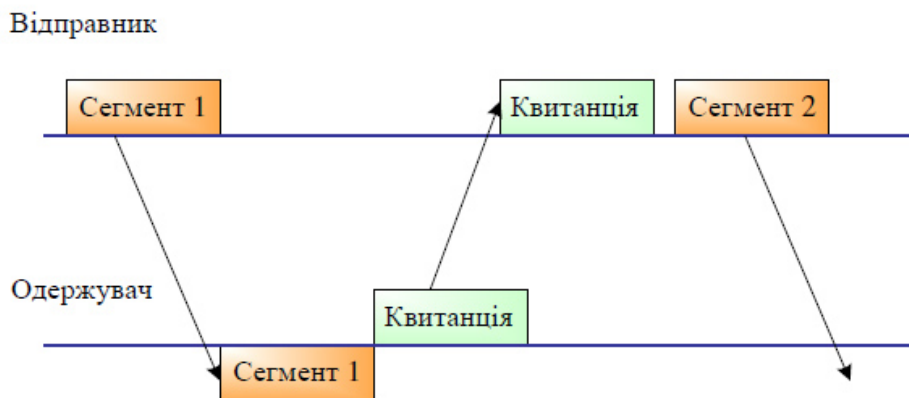 Відправник
Сегмент 1
Квитанція
Сегмент 2
Одержувач
Квитанція
Сегмент 1